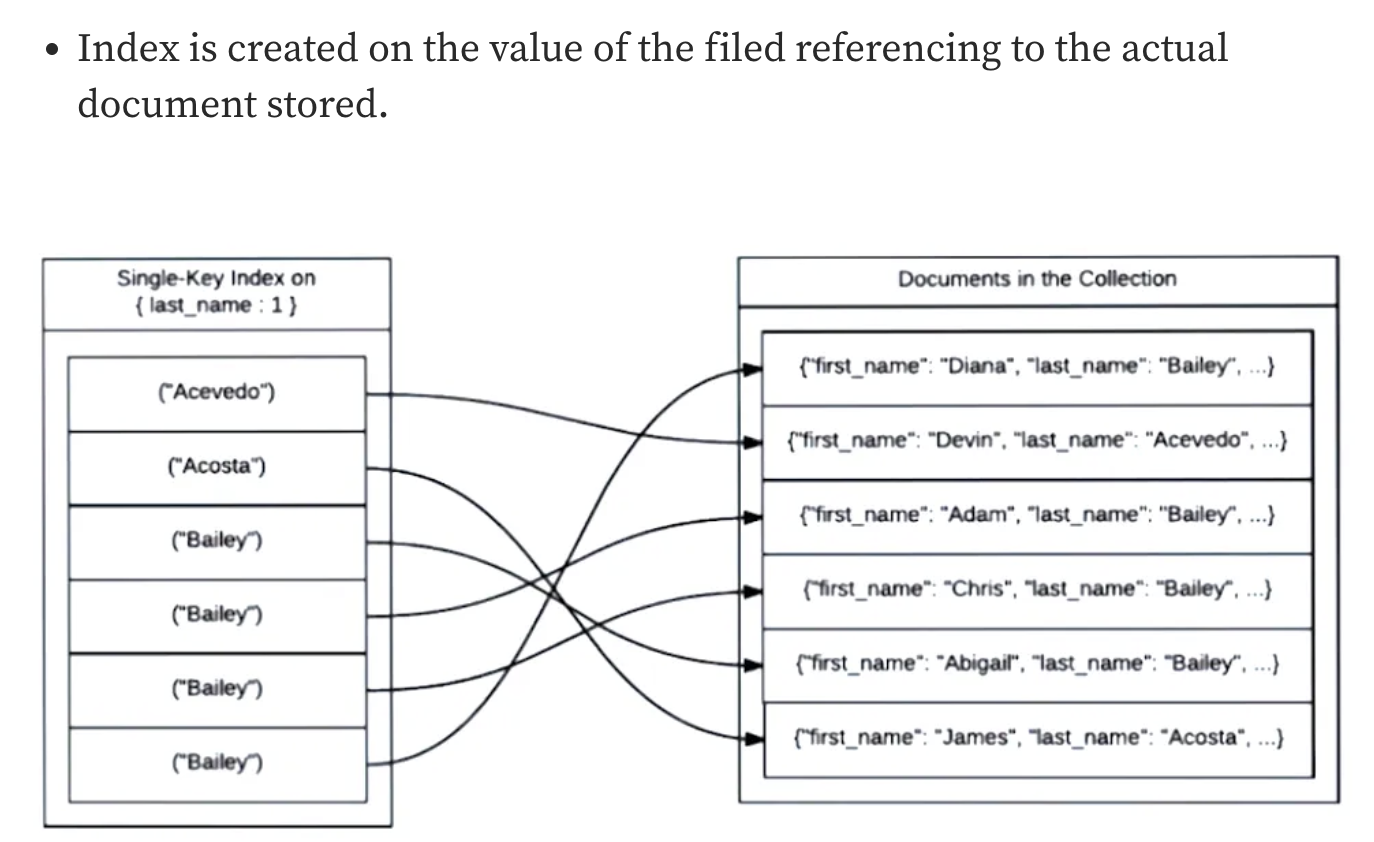 • Index is created on the value of the filed referencing to the actual
document stored.
Single-Key Index on
{ last_name : 1 }
("Acevedo")
("Acosta")
("Bailey")
("Bailey")
("Bailey")
("Bailey")
Documents in the Collection
{"first_name": "Diana", "last_name": "Bailey", ...}
{"first_name": "Devin", "last_name": "Acevedo", ...}
{"first_name": "Adam", "last_name": "Bailey", ...}
{"first_name": "Chris", "last_name": "Bailey", ...}
{"first_name": "Abigail", "last_name": "Bailey", ...}
{"first_name": "James", "last_name": "Acosta", ...}